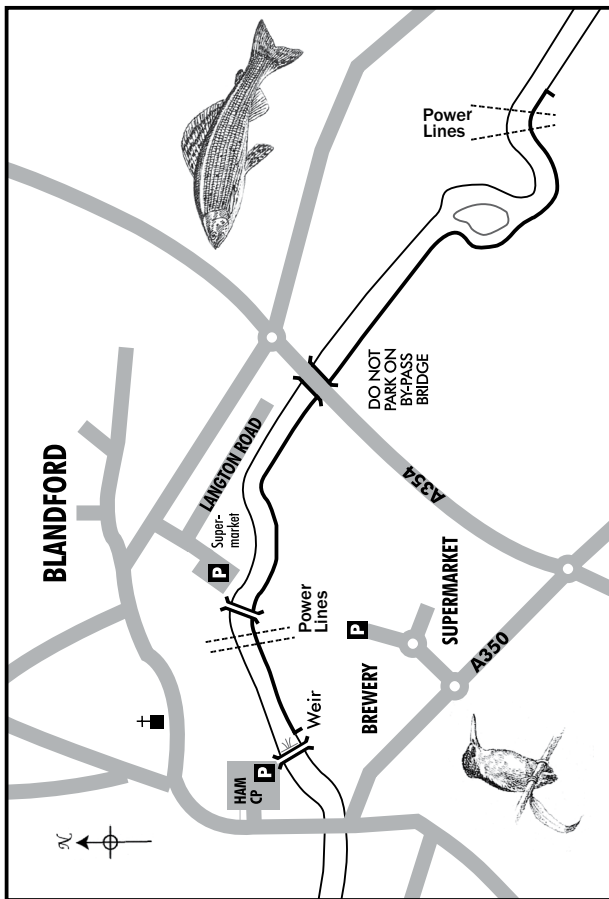 Power
Lines
DO NOT
PARK ON
BY-PASS
BRIDGE
BLANDFORD
LANGTON ROAD
A354
Super-
market
P
Power
Lines
P
SUPERMARKET
BREWERY
A350
Weir
HAM
CP
P
N